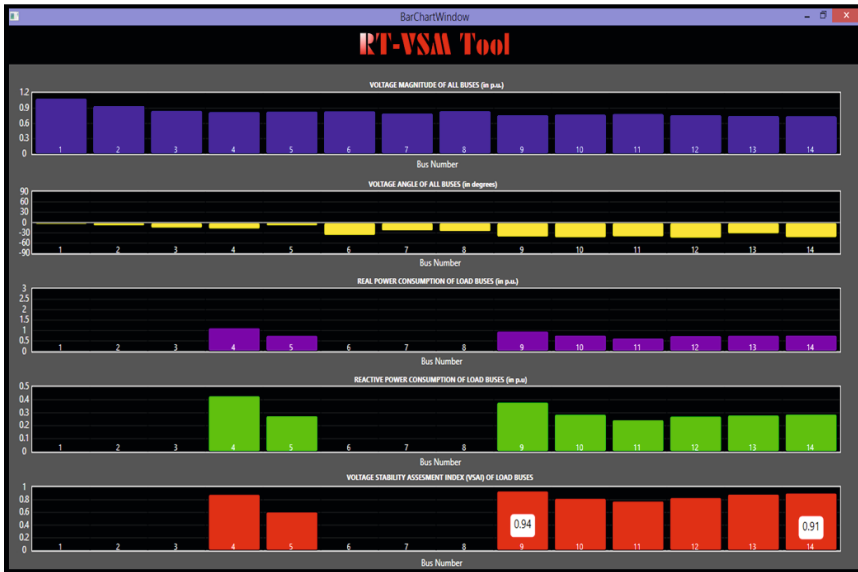 BarChartWindow
RT-VSM Tool
VOLTAGE MAGNITUDE OF ALL BUSES (in p.u.)
1.2
0.9
0.6
0.3
0
1 2 3 4 5 6 7 8 9 10 11 12 13 14
Bus Number
VOLTAGE ANGLE OF ALL BUSES (in degrees)
90
60
30
0
-30
-60
-90
1 2 3 4 5 6 7 8 9 10 11 12 13 14
Bus Number
REAL POWER CONSUMPTION OF LOAD BUSES (in p.u.)
3
2.5
2
1.5
1
0.5
0
1 2 3 4 5 6 7 8 9 10 11 12 13 14
Bus Number
REACTIVE POWER CONSUMPTION OF LOAD BUSES (in p.u)
0.5
0.4
0.3
0.2
0.1
0
1 2 3 4 5 6 7 8 9 10 11 12 13 14
Bus Number
VOLTAGE STABILITY ASSESMENT INDEX (VSAI) OF LOAD BUSES
1
0.8
0.6
0.4
0.2
0
0.94 0.91
1 2 3 4 5 6 7 8 9 10 11 12 13 14
Bus Number